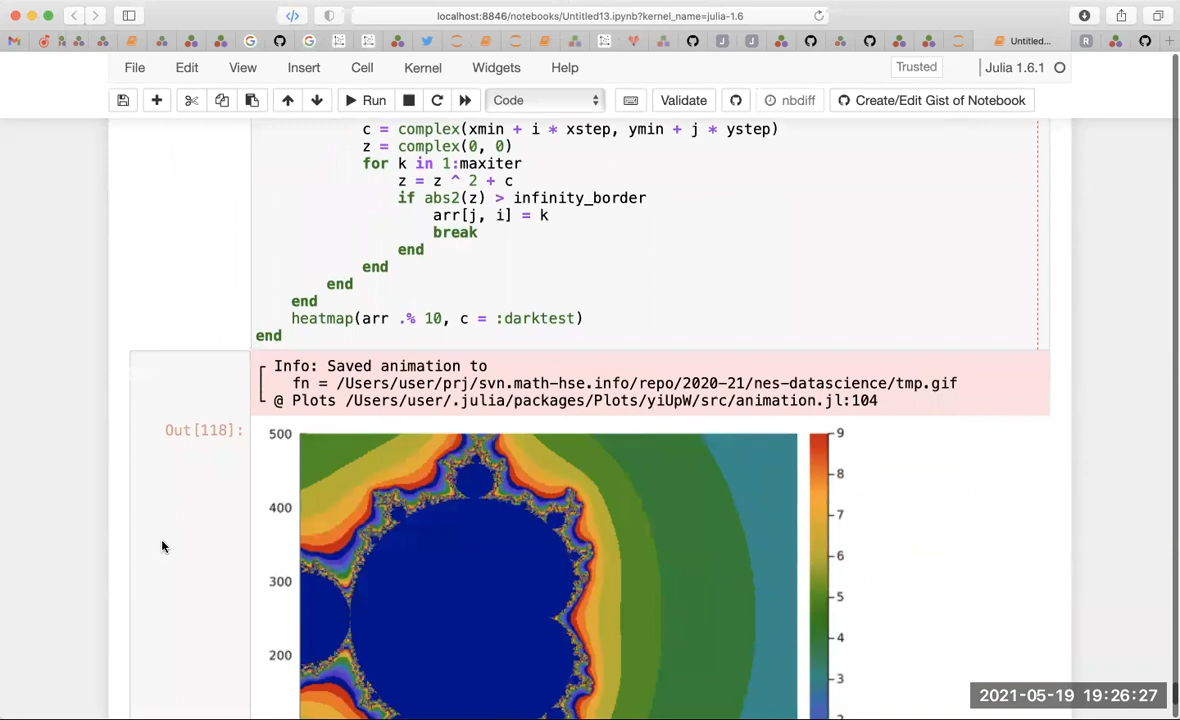 localhost:8846/notebooks/Untitled13.ipynb?kernel_name=julia-1.6
Untitled...
File Edit View Insert Cell Kernel Widgets Help Trusted Julia 1.6.1
Run Code Validate nbdiff Create/Edit Gist of Notebook
c = complex(xmin + i * xstep, ymin + j * ystep)
z = complex(0, 0)
for k in 1:maxiter
z = z ^ 2 + c
if abs2(z) > infinity_border
arr[j, i] = k
break
end
end
end
end
heatmap(arr .% 10, c = :darktest)
end
Info: Saved animation to
fn = /Users/user/prj/svn.math-hse.info/repo/2020-21/nes-datascience/tmp.gif
@ Plots /Users/user/.julia/packages/Plots/yiUpW/src/animation.jl:104
Out[118]:
500
400
300
200
9
8
7
6
5
4
3
2021-05-19 19:26:27